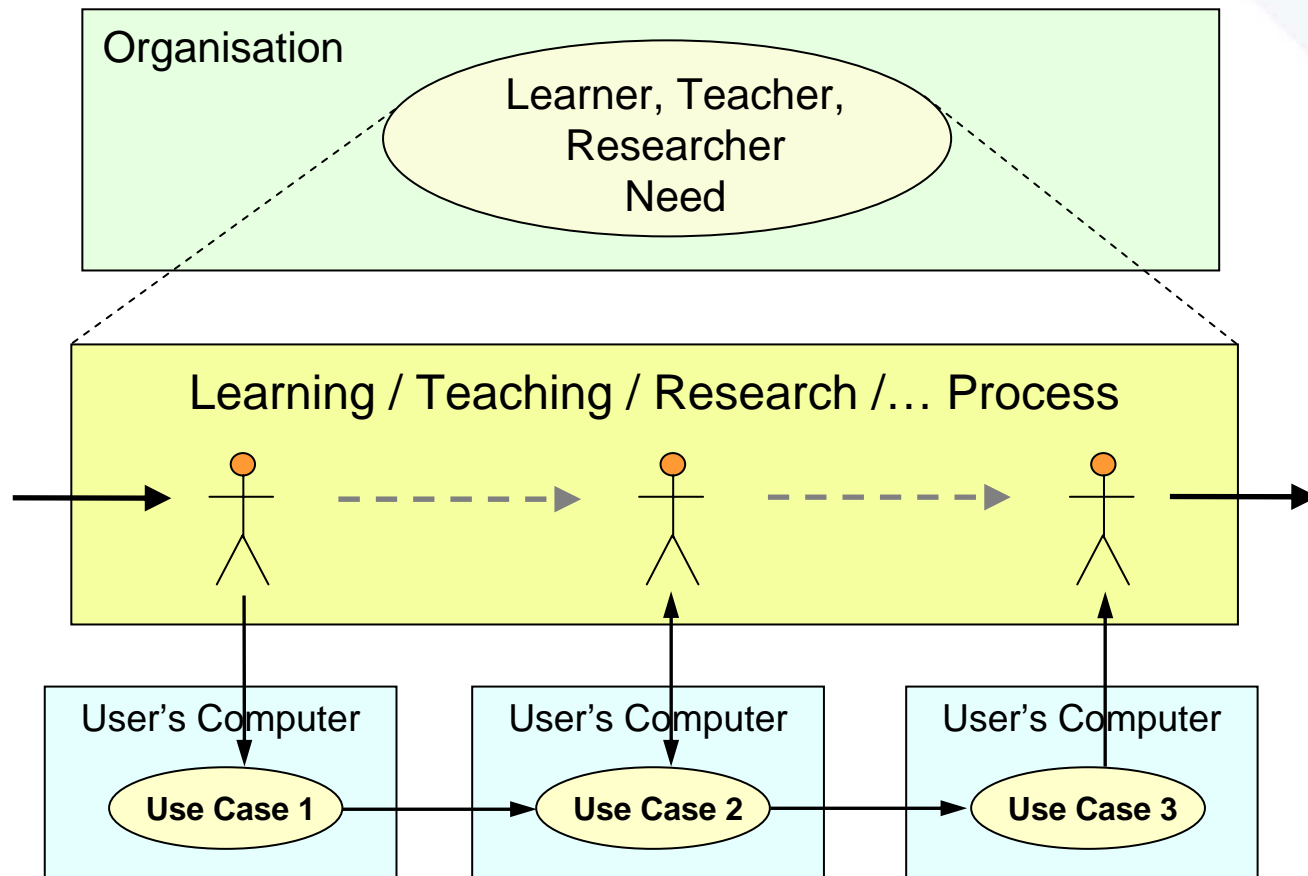 Organisation
Learner, Teacher,
Researcher
Need
Learning / Teaching / Research /… Process
User's Computer
User's Computer
User's Computer
Use Case 1
Use Case 2
Use Case 3